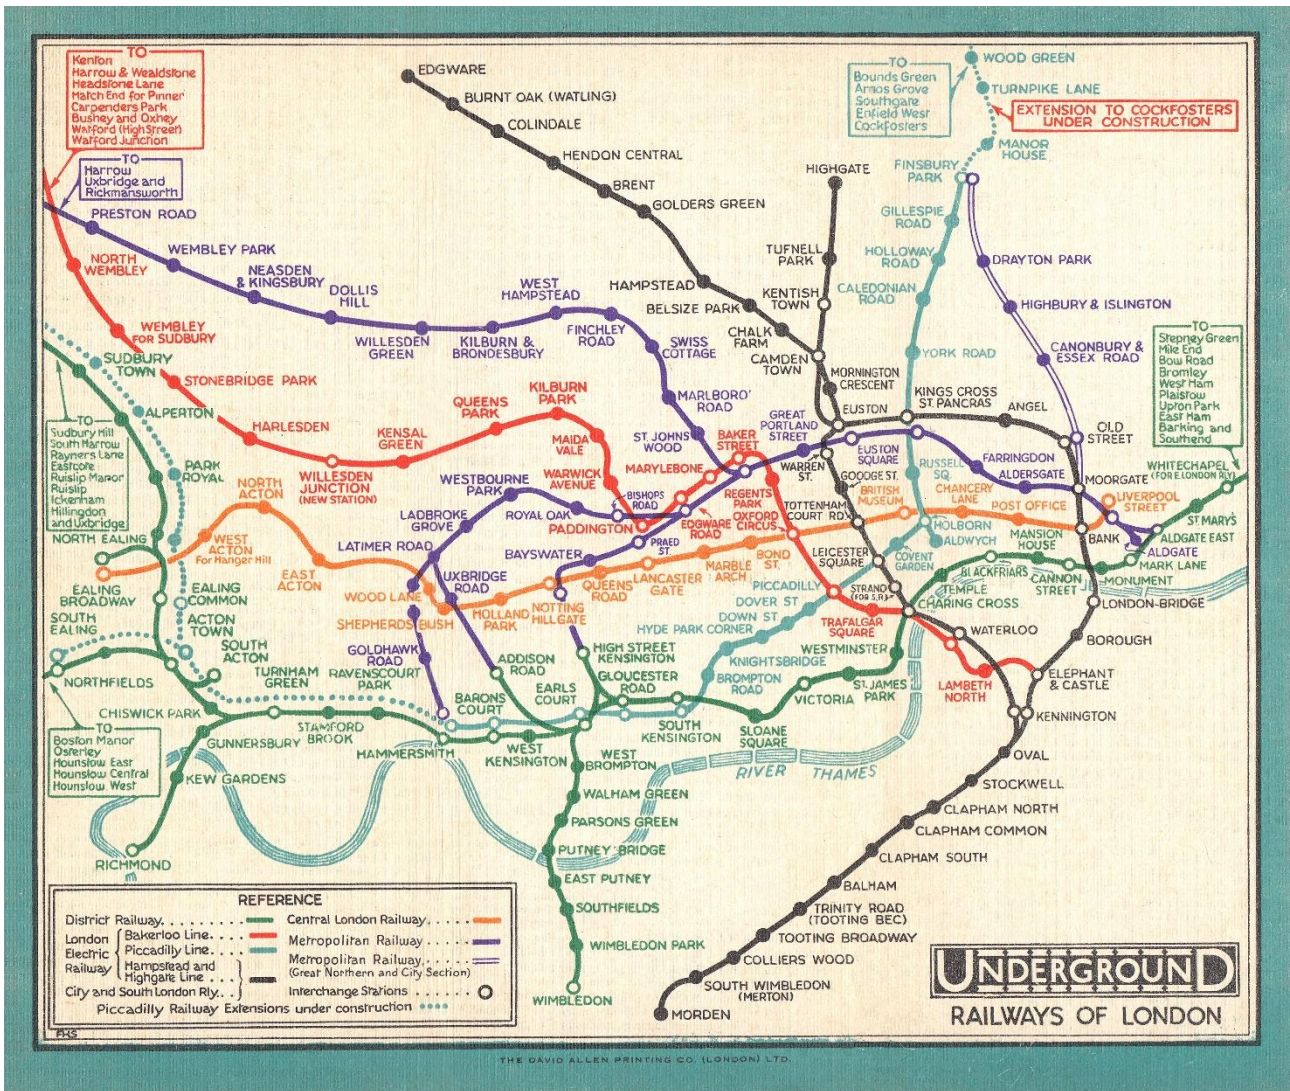 TO
Kenton
Harrow & Wealdstone
Headstone Lane
Hatch End for Pinner
Carpenders Park
Bushey and Oxhey
Watford (High Street)
Watford Junction
TO
Harrow
Uxbridge and
Rickmansworth
PRESTON ROAD
WEMBLEY PARK
NEASDEN
& KINGSBURY
DOLLIS
HILL
WILLESDEN
GREEN
KILBURN &
BRONDESBURY
WEST
HAMPSTEAD
FINCHLEY
ROAD
SWISS
COTTAGE
MARLBORO'
ROAD
ST. JOHNS
WOOD
NORTH
WEMBLEY
WEMBLEY
FOR SUDBURY
STONEBRIDGE PARK
HARLESDEN
WILLESDEN
JUNCTION
(NEW STATION)
KENSAL
GREEN
QUEENS
PARK
KILBURN
PARK
MAIDA
VALE
WARWICK
AVENUE
PADDINGTON
EDGWARE
ROAD
MARYLEBONE
BAKER
STREET
REGENTS
PARK
OXFORD
CIRCUS
PICCADILLY
TRAFALGAR
SQUARE
CHARING CROSS
WATERLOO
LAMBETH
NORTH
ELEPHANT
& CASTLE
EDGWARE
BURNT OAK (WATLING)
COLINDALE
HENDON CENTRAL
BRENT
GOLDERS GREEN
HAMPSTEAD
BELSIZE PARK
CHALK
FARM
CAMDEN
TOWN
HIGHGATE
TUFNELL
PARK
KENTISH
TOWN
MORNINGTON
CRESCENT
EUSTON
WARREN
ST.
GOODGE ST.
TOTTENHAM
COURT RD.
LEICESTER
SQUARE
STRAND
(FOR S.R.)
KINGS CROSS
ST. PANCRAS
ANGEL
OLD
STREET
MOORGATE
BANK
LONDON-BRIDGE
BOROUGH
KENNINGTON
OVAL
STOCKWELL
CLAPHAM NORTH
CLAPHAM COMMON
CLAPHAM SOUTH
BALHAM
TRINITY ROAD
(TOOTING BEC)
TOOTING BROADWAY
COLLIERS WOOD
SOUTH WIMBLEDON
(MERTON)
MORDEN
TO
Bounds Green
Arnos Grove
Southgate
Enfield West
Cockfosters
WOOD GREEN
TURNPIKE LANE
EXTENSION TO COCKFOSTERS
UNDER CONSTRUCTION
MANOR
HOUSE
FINSBURY
PARK
GILLESPIE
ROAD
HOLLOWAY
ROAD
CALEDONIAN
ROAD
YORK ROAD
RUSSELL
SQ.
HOLBORN
ALDWYCH
COVENT
GARDEN
DOVER ST.
DOWN ST.
HYDE PARK CORNER
KNIGHTSBRIDGE
BROMPTON
ROAD
DRAYTON PARK
HIGHBURY & ISLINGTON
CANONBURY &
ESSEX ROAD
GREAT
PORTLAND
STREET
EUSTON
SQUARE
FARRINGDON
ALDERSGATE
LIVERPOOL
STREET
ALDGATE
TO
Stepney Green
Mile End
Bow Road
Bromley
West Ham
Plaistow
Upton Park
East Ham
Barking and
Southend
WHITECHAPEL
(FOR E.LONDON RLY)
ST MARYS
ALDGATE EAST
MARK LANE
MONUMENT
CANNON
STREET
MANSION
HOUSE
BLACKFRIARS
TEMPLE
WESTMINSTER
ST. JAMES
PARK
VICTORIA
SLOANE
SQUARE
SOUTH
KENSINGTON
GLOUCESTER
ROAD
HIGH STREET
KENSINGTON
EARLS
COURT
ADDISON
ROAD
BARONS
COURT
WEST
KENSINGTON
HAMMERSMITH
RAVENSCOURT
PARK
STAMFORD
BROOK
TURNHAM
GREEN
CHISWICK PARK
GUNNERSBURY
KEW GARDENS
RICHMOND
SUDBURY
TOWN
ALPERTON
PARK
ROYAL
TO
Sudbury Hill
South Harrow
Rayners Lane
Eastcote
Ruislip Manor
Ruislip
Ickenham
Hillingdon
and Uxbridge
NORTH EALING
EALING
BROADWAY
EALING
COMMON
ACTON
TOWN
SOUTH
EALING
SOUTH
ACTON
NORTHFIELDS
TO
Boston Manor
Osterley
Hounslow East
Hounslow Central
Hounslow West
NORTH
ACTON
WEST
ACTON
For Hanger Hill
EAST
ACTON
WOOD LANE
SHEPHERDS BUSH
HOLLAND
PARK
NOTTING
HILL GATE
QUEENS
ROAD
LANCASTER
GATE
MARBLE
ARCH
BOND
ST.
BRITISH
MUSEUM
CHANCERY
LANE
POST OFFICE
WESTBOURNE
PARK
ROYAL OAK
BISHOPS
ROAD
LADBROKE
GROVE
LATIMER ROAD
UXBRIDGE
ROAD
GOLDHAWK
ROAD
BAYSWATER
PRAED
ST.
WEST
BROMPTON
WALHAM GREEN
PARSONS GREEN
PUTNEY BRIDGE
EAST PUTNEY
SOUTHFIELDS
WIMBLEDON PARK
WIMBLEDON
RIVER THAMES
REFERENCE
District Railway
London Electric Railway
Bakerloo Line
Piccadilly Line
Hampstead and
Highgate Line
City and South London Rly.
Central London Railway
Metropolitan Railway
Metropolitan Railway
(Great Northern and City Section)
Interchange Stations
Piccadilly Railway Extensions under construction
FHS
UNDERGROUND
RAILWAYS OF LONDON
THE DAVID ALLEN PRINTING CO. (LONDON) LTD.